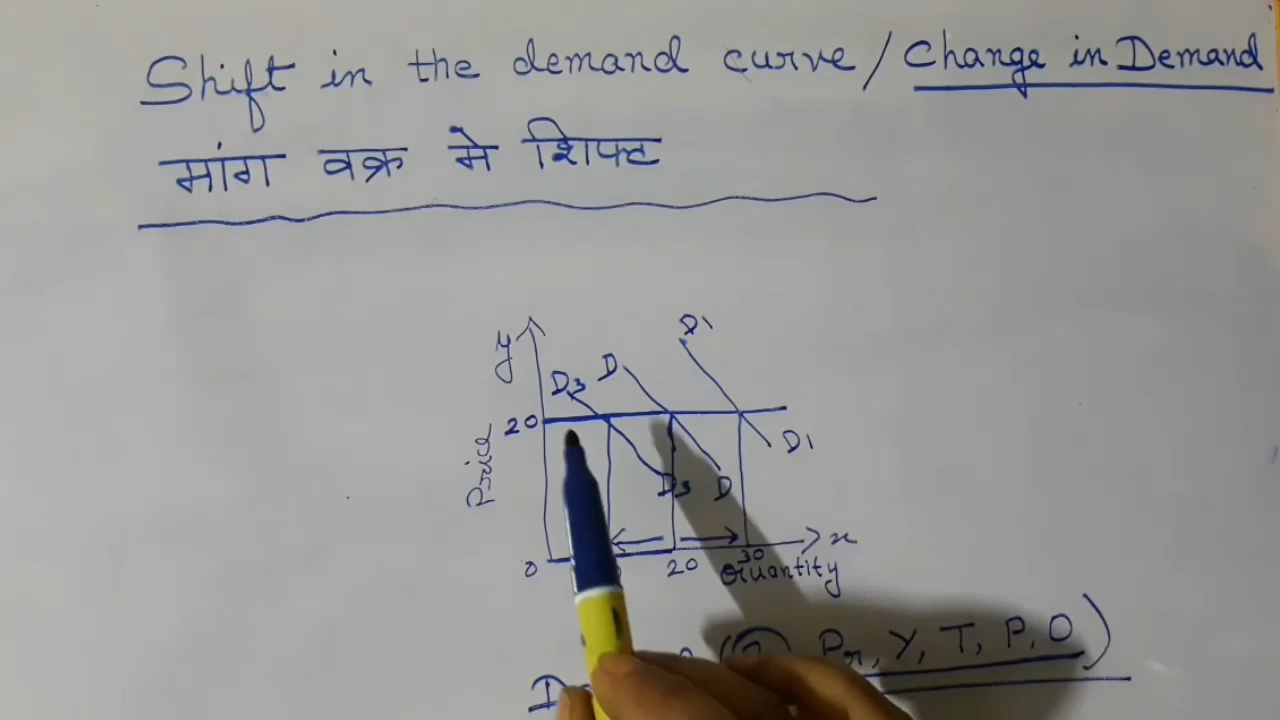 Shift in the demand curve / Change in Demand
मांग वक्र मे शिफ्ट
y
D3 D D1
20
Price
D3 D D1
0 20 30 x
Quantity
Pr, Y, T, P, O)